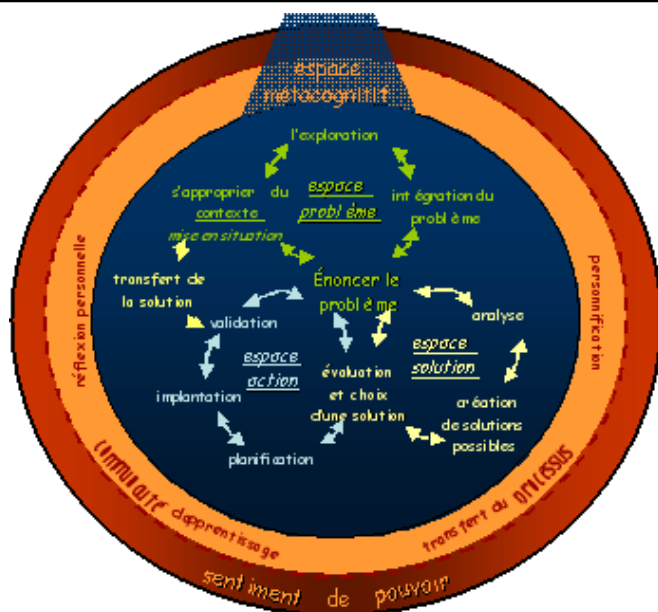 espace
métacognitif
l'exploration
s'approprier du
contexte
mise en situation
espace
problème
intégration du
problème
transfert de
la solution
Énoncer le
problème
validation
analyse
espace
action
espace
solution
évaluation
et choix
d'une solution
implantation
création
de solutions
possibles
planification
réflexion personnelle
personnification
COMMUNAUTÉ d'apprentissage
transfert du PROCESSUS
sentiment de pouvoir